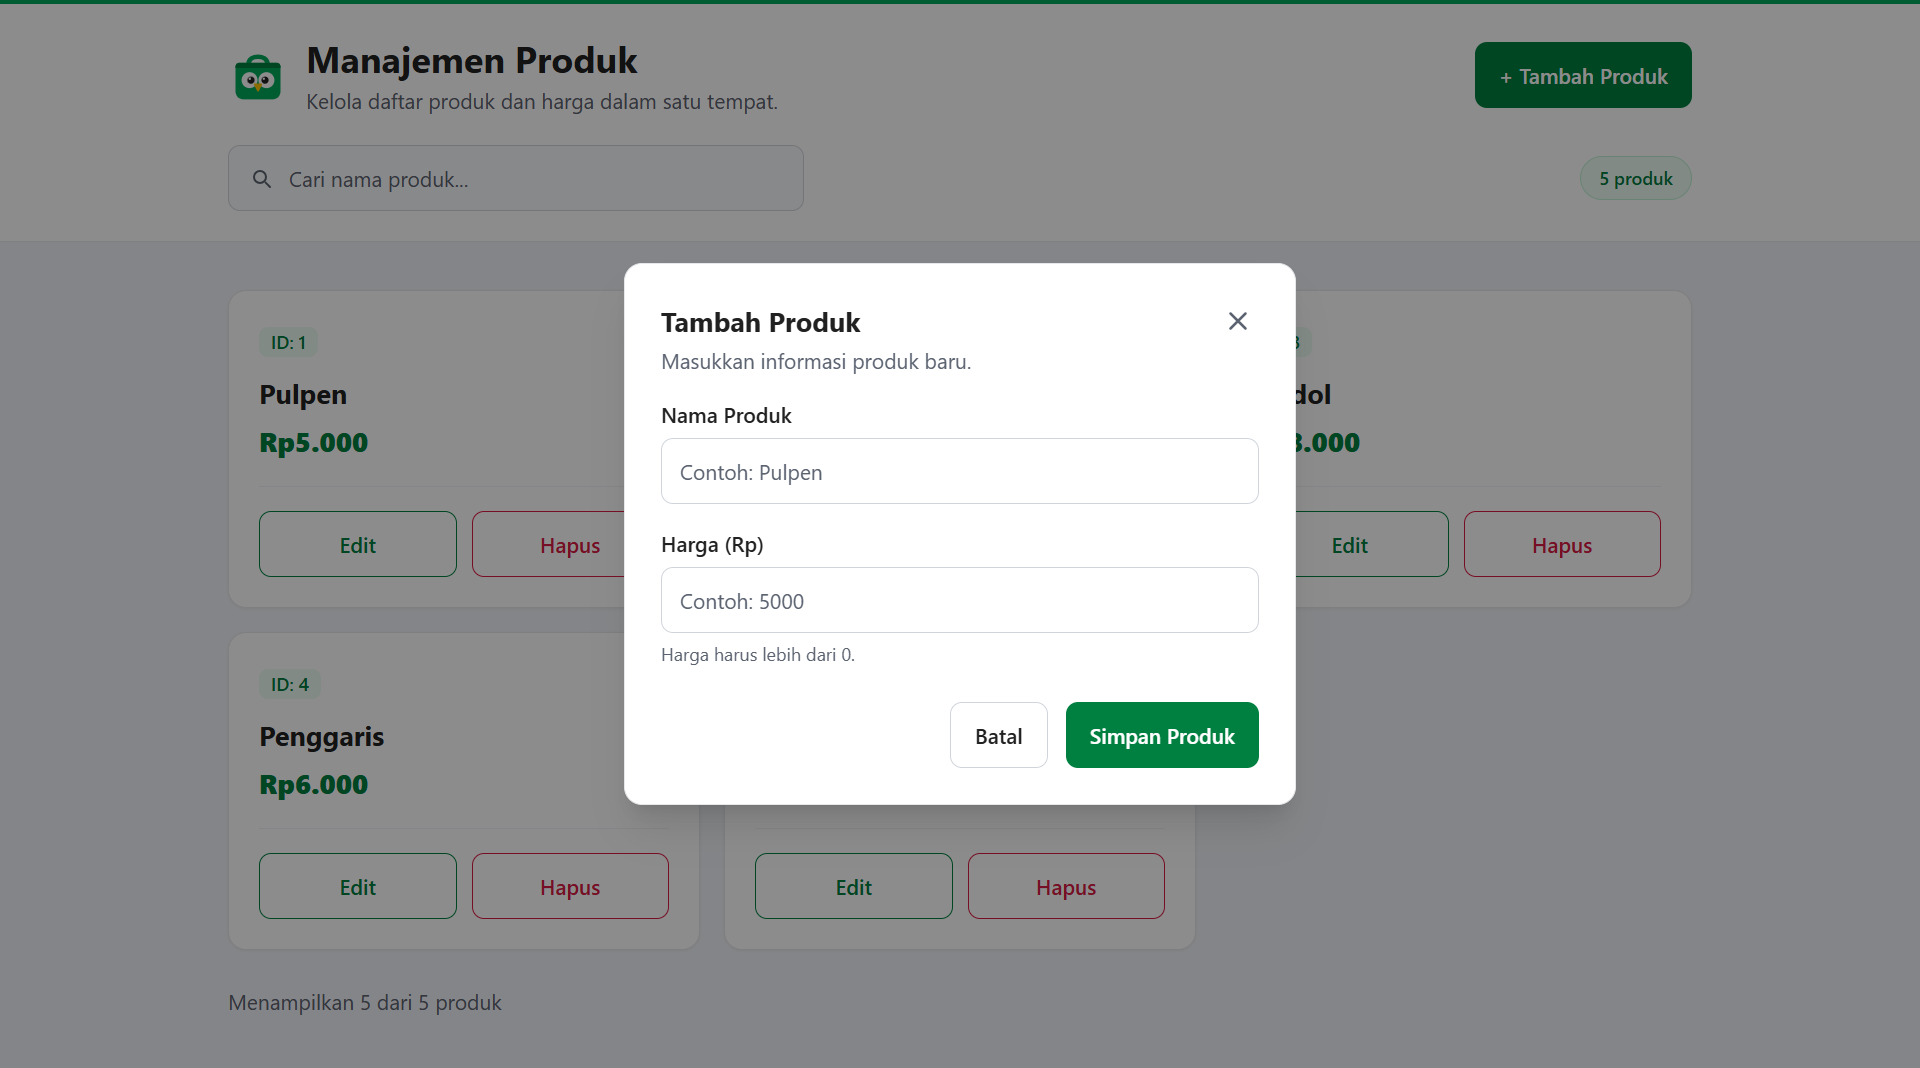 Manajemen Produk
Kelola daftar produk dan harga dalam satu tempat.
+ Tambah Produk
Cari nama produk...
5 produk
ID: 1
Pulpen
Rp5.000
Edit
Hapus
Tambah Produk
Masukkan informasi produk baru.
Nama Produk
Contoh: Pulpen
Harga (Rp)
Contoh: 5000
Harga harus lebih dari 0.
Batal
Simpan Produk
3
dol
3.000
Edit
Hapus
ID: 4
Penggaris
Rp6.000
Edit
Hapus
Edit
Hapus
Menampilkan 5 dari 5 produk